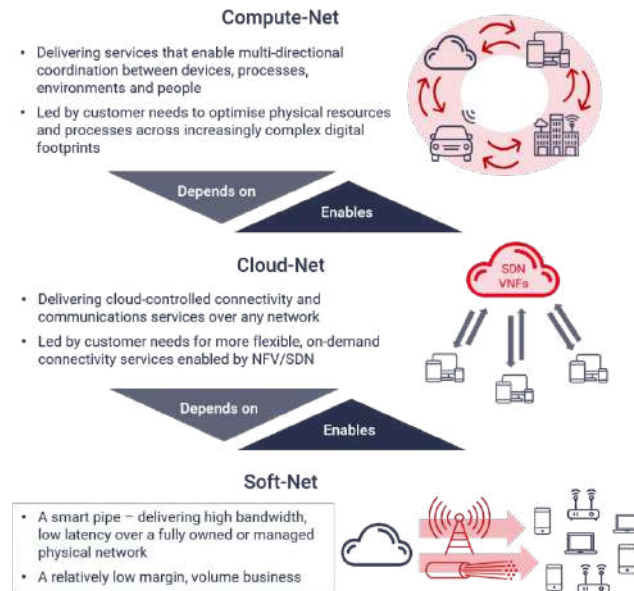 Compute-Net
• Delivering services that enable multi-directional
coordination between devices, processes,
environments and people
• Led by customer needs to optimise physical resources
and processes across increasingly complex digital
footprints
Depends on
Enables
Cloud-Net
SDN
VNFs
• Delivering cloud-controlled connectivity and
communications services over any network
• Led by customer needs for more flexible, on-demand
connectivity services enabled by NFV/SDN
Depends on
Enables
Soft-Net
• A smart pipe – delivering high bandwidth,
low latency over a fully owned or managed
physical network
• A relatively low margin, volume business